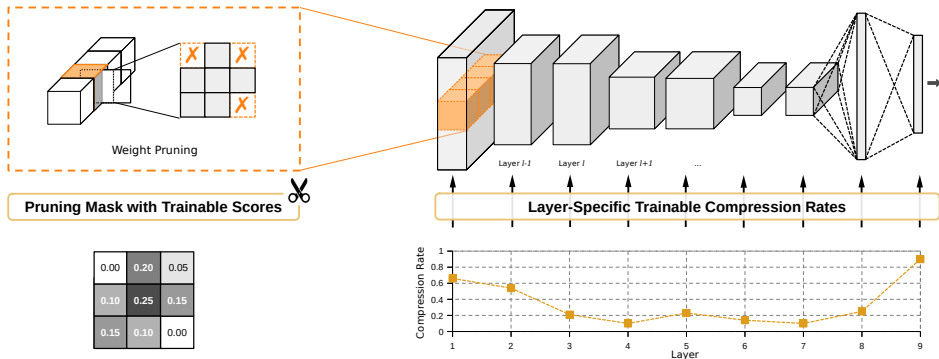 Weight Pruning
Layer l-1
Layer l
Layer l+1
...
Pruning Mask with Trainable Scores
Layer-Specific Trainable Compression Rates
0.00 0.20 0.05
0.10 0.25 0.15
0.15 0.10 0.00
Compression Rate
1
0.8
0.6
0.4
0.2
0
1 2 3 4 5 6 7 8 9
Layer